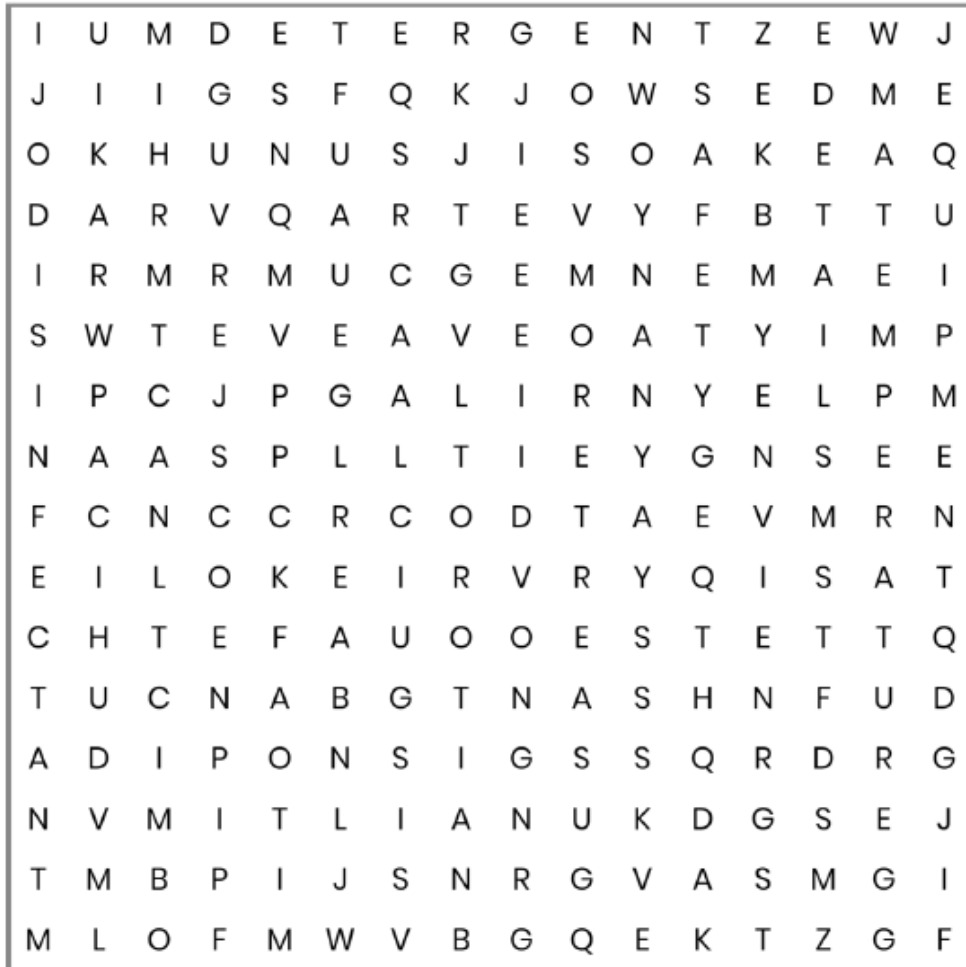 I U M D E T E R G E N T Z E W J
J I I G S F Q K J O W S E D M E
O K H U N U S J I S O A K E A Q
D A R V Q A R T E V Y F B T T U
I R M R M U C G E M N E M A E I
S W T E V E A V E O A T Y I M P
I P C J P G A L I R N Y E L P M
N A A S P L L T I E Y G N S E E
F C N C C R C O D T A E V M R N
E I L O K E I R V R Y Q I S A T
C H T E F A U O O E S T E T T Q
T U C N A B G T N A S H N F U D
A D I P O N S I G S S Q R D R G
N V M I T L I A N U K D G S E J
T M B P I J S N R G V A S M G I
M L O F M W V B G Q E K T Z G F